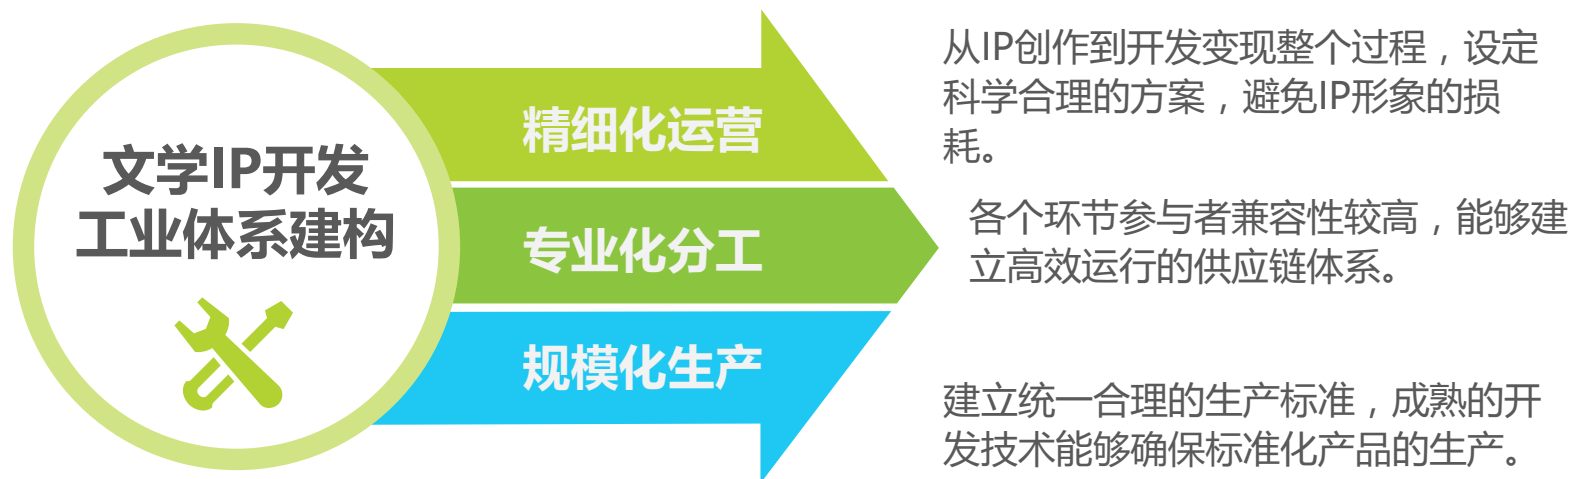 文学IP开发
工业体系建构
精细化运营
从IP创作到开发变现整个过程，设定
科学合理的方案，避免IP形象的损
耗。
专业化分工
各个环节参与者兼容性较高，能够建
立高效运行的供应链体系。
规模化生产
建立统一合理的生产标准，成熟的开
发技术能够确保标准化产品的生产。